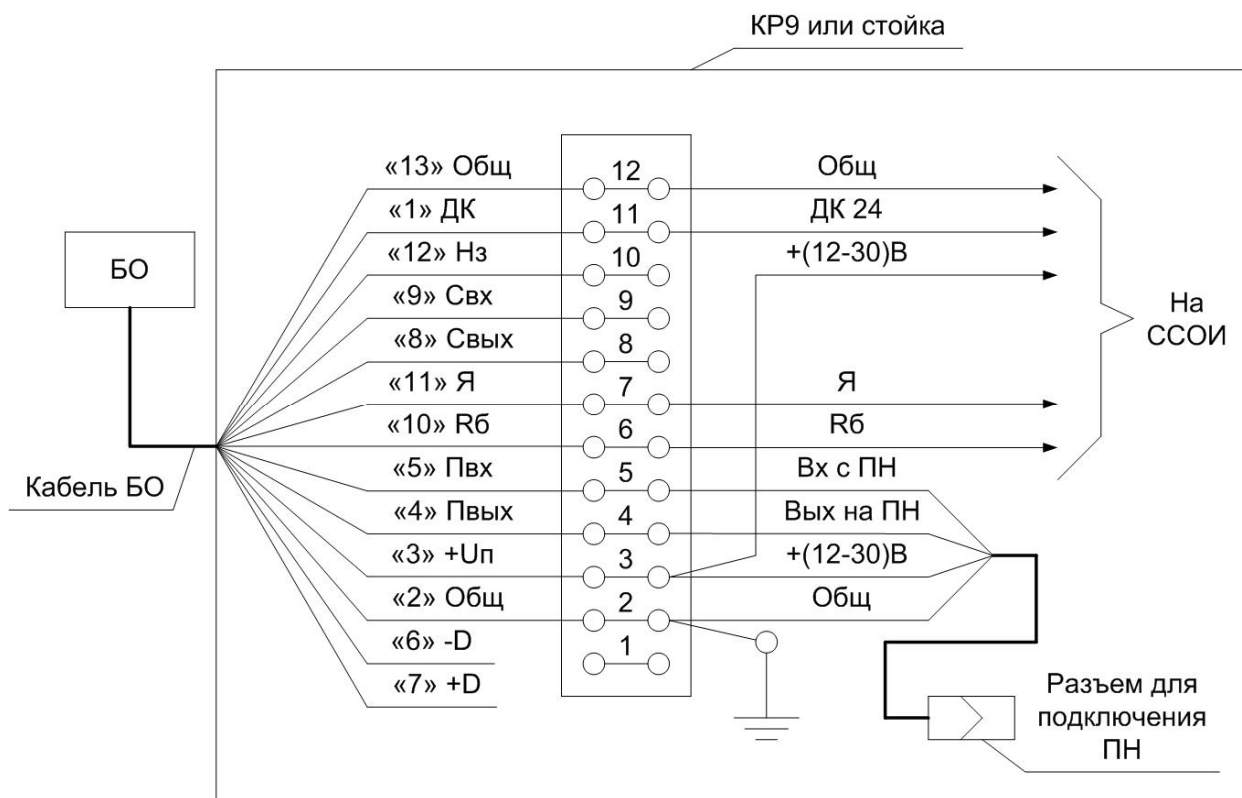 КР9 или стойка
«13» Общ 12 Общ
«1» ДК 11 ДК 24
«12» Нз 10 +(12-30)В
БО
«9» Свх 9
На
ССОИ
«8» Свых 8
«11» Я 7 Я
«10» Rб 6 Rб
«5» Пвх 5 Вх с ПН
Кабель БО
«4» Пвых 4 Вых на ПН
«3» +Uп 3 +(12-30)В
«2» Общ 2 Общ
«6» -D 1
«7» +D
Разъем для
подключения
ПН